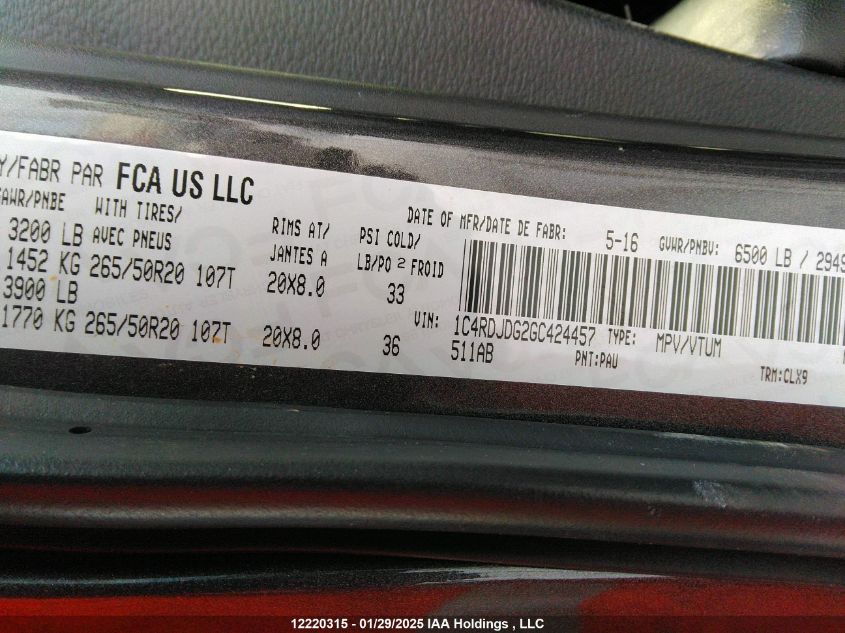 Y/FABR PAR FCA US LLC
DATE OF MFR/DATE DE FABR: 5-16 GVWR/PNBV: 6500 LB / 2949
AWR/PNBE WITH TIRES/ RIMS AT/ PSI COLD/
3200 LB AVEC PNEUS JANTES A LB/PO² FROID
1452 KG 265/50R20 107T 20X8.0 33
3900 LB
1770 KG 265/50R20 107T 20X8.0 36
VIN: 1C4RDJDG2GC424457 TYPE: MPV/VTUM
511AB PNT:PAU TRM:CLX9
12220315 - 01/29/2025 IAA Holdings , LLC